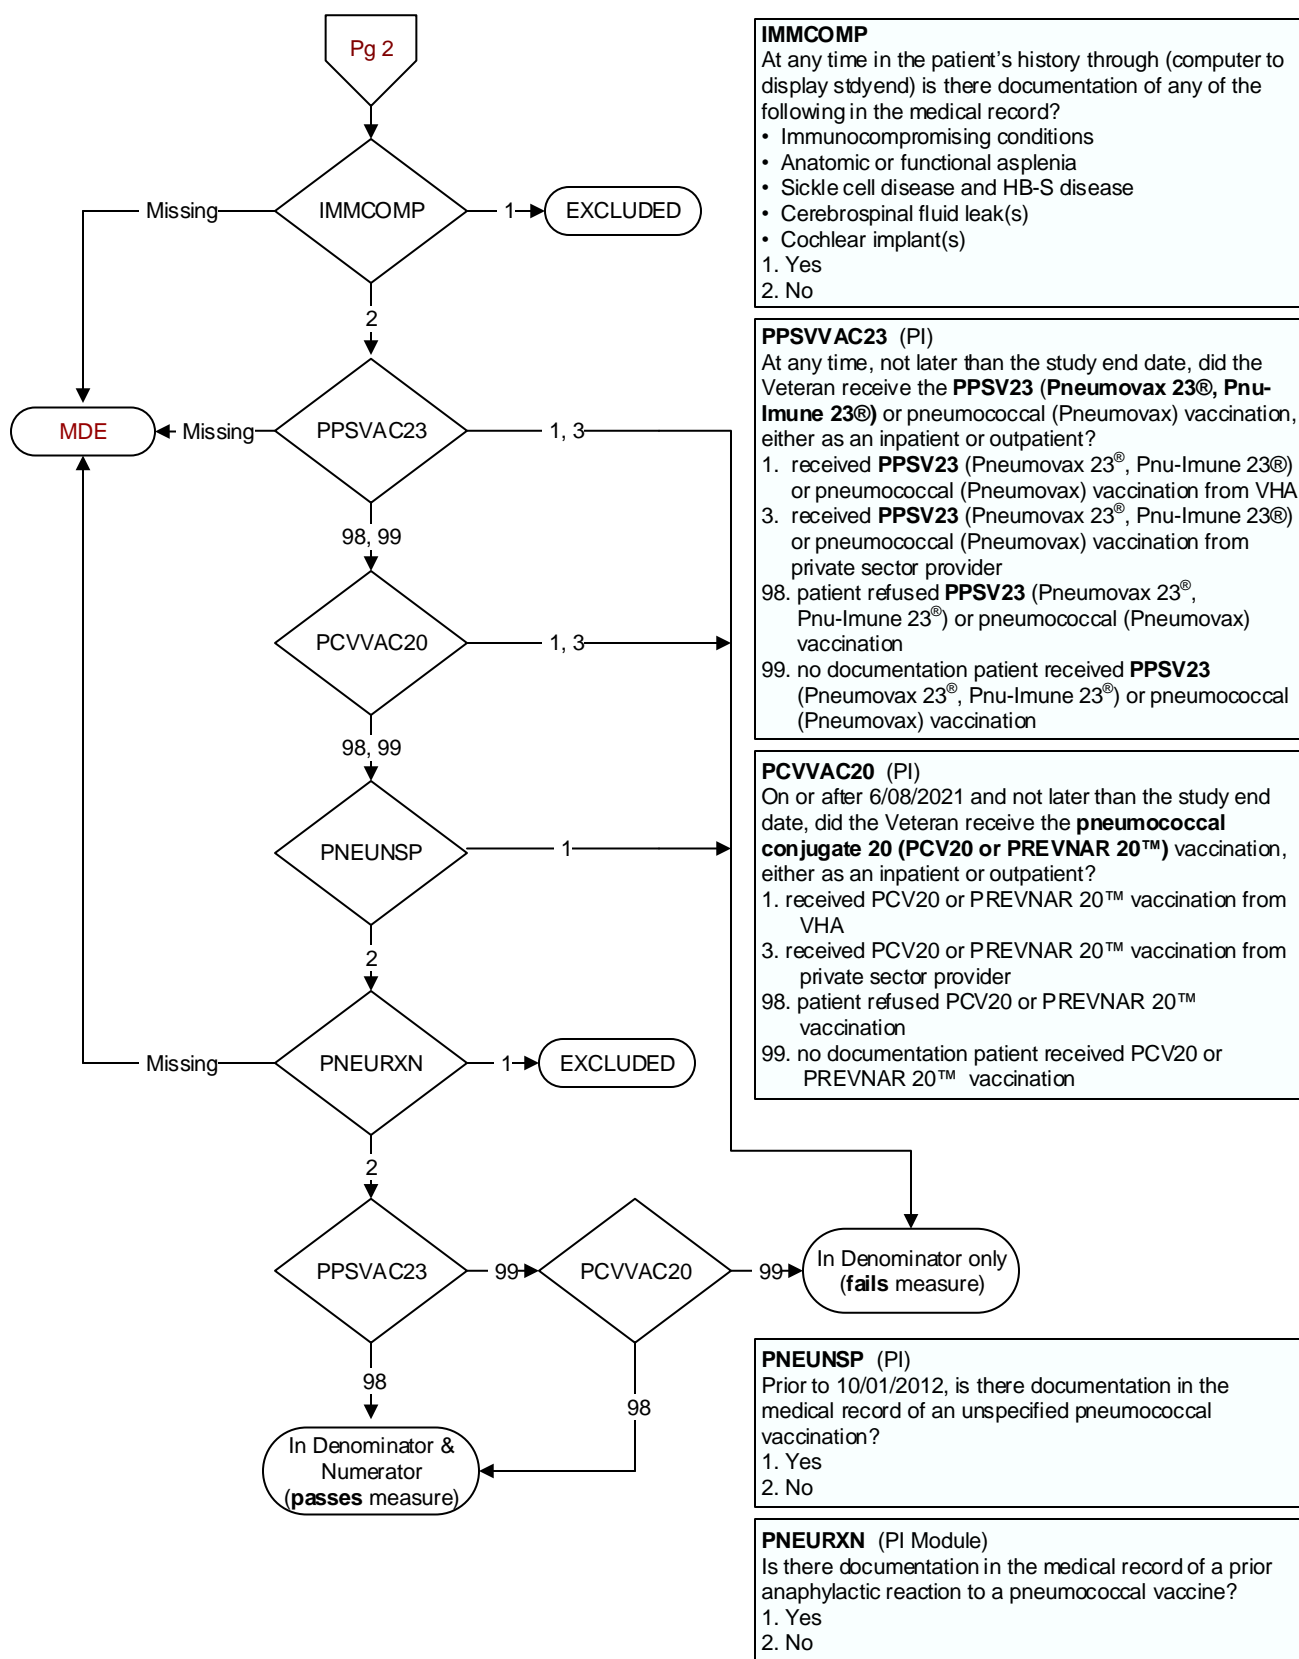 Pg 2
IMMCOMP
Missing
1
EXCLUDED
2
PPSVAC23
Missing
MDE
1, 3
98, 99
PCVVAC20
1, 3
98, 99
PNEUNSP
1
2
PNEURXN
Missing
1
EXCLUDED
2
PPSVAC23
99
PCVVAC20
99
In Denominator only
(fails measure)
98
98
In Denominator &
Numerator
(passes measure)
IMMCOMP
At any time in the patient's history through (computer to
display stdyend) is there documentation of any of the
following in the medical record?
• Immunocompromising conditions
• Anatomic or functional asplenia
• Sickle cell disease and HB-S disease
• Cerebrospinal fluid leak(s)
• Cochlear implant(s)
1. Yes
2. No
PPSVVAC23 (PI)
At any time, not later than the study end date, did the
Veteran receive the PPSV23 (Pneumovax 23®, Pnu-
Imune 23®) or pneumococcal (Pneumovax) vaccination,
either as an inpatient or outpatient?
1. received PPSV23 (Pneumovax 23®, Pnu-Imune 23®)
or pneumococcal (Pneumovax) vaccination from VHA
3. received PPSV23 (Pneumovax 23®, Pnu-Imune 23®)
or pneumococcal (Pneumovax) vaccination from
private sector provider
98. patient refused PPSV23 (Pneumovax 23®,
Pnu-Imune 23®) or pneumococcal (Pneumovax)
vaccination
99. no documentation patient received PPSV23
(Pneumovax 23®, Pnu-Imune 23®) or pneumococcal
(Pneumovax) vaccination
PCVVAC20 (PI)
On or after 6/08/2021 and not later than the study end
date, did the Veteran receive the pneumococcal
conjugate 20 (PCV20 or PREVNAR 20™) vaccination,
either as an inpatient or outpatient?
1. received PCV20 or PREVNAR 20™ vaccination from
VHA
3. received PCV20 or PREVNAR 20™ vaccination from
private sector provider
98. patient refused PCV20 or PREVNAR 20™
vaccination
99. no documentation patient received PCV20 or
PREVNAR 20™ vaccination
PNEUNSP (PI)
Prior to 10/01/2012, is there documentation in the
medical record of an unspecified pneumococcal
vaccination?
1. Yes
2. No
PNEURXN (PI Module)
Is there documentation in the medical record of a prior
anaphylactic reaction to a pneumococcal vaccine?
1. Yes
2. No